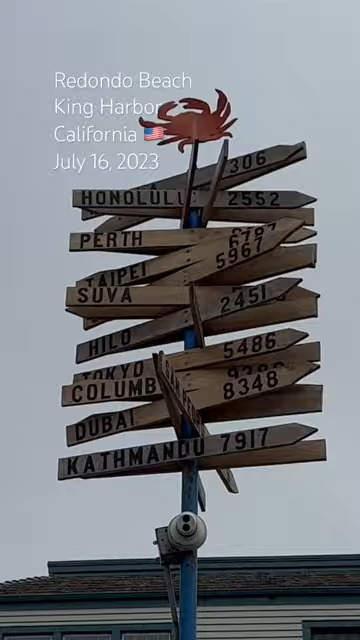 Redondo Beach
King Harbor
California 🇺🇸
July 16, 2023
306
HONOLULU 2552
PERTH
5967
TAIPEI
SUVA
HILO 2451
TOKYO 5486
COLUMB
DUBAI 8348
KATHMANDU 7917